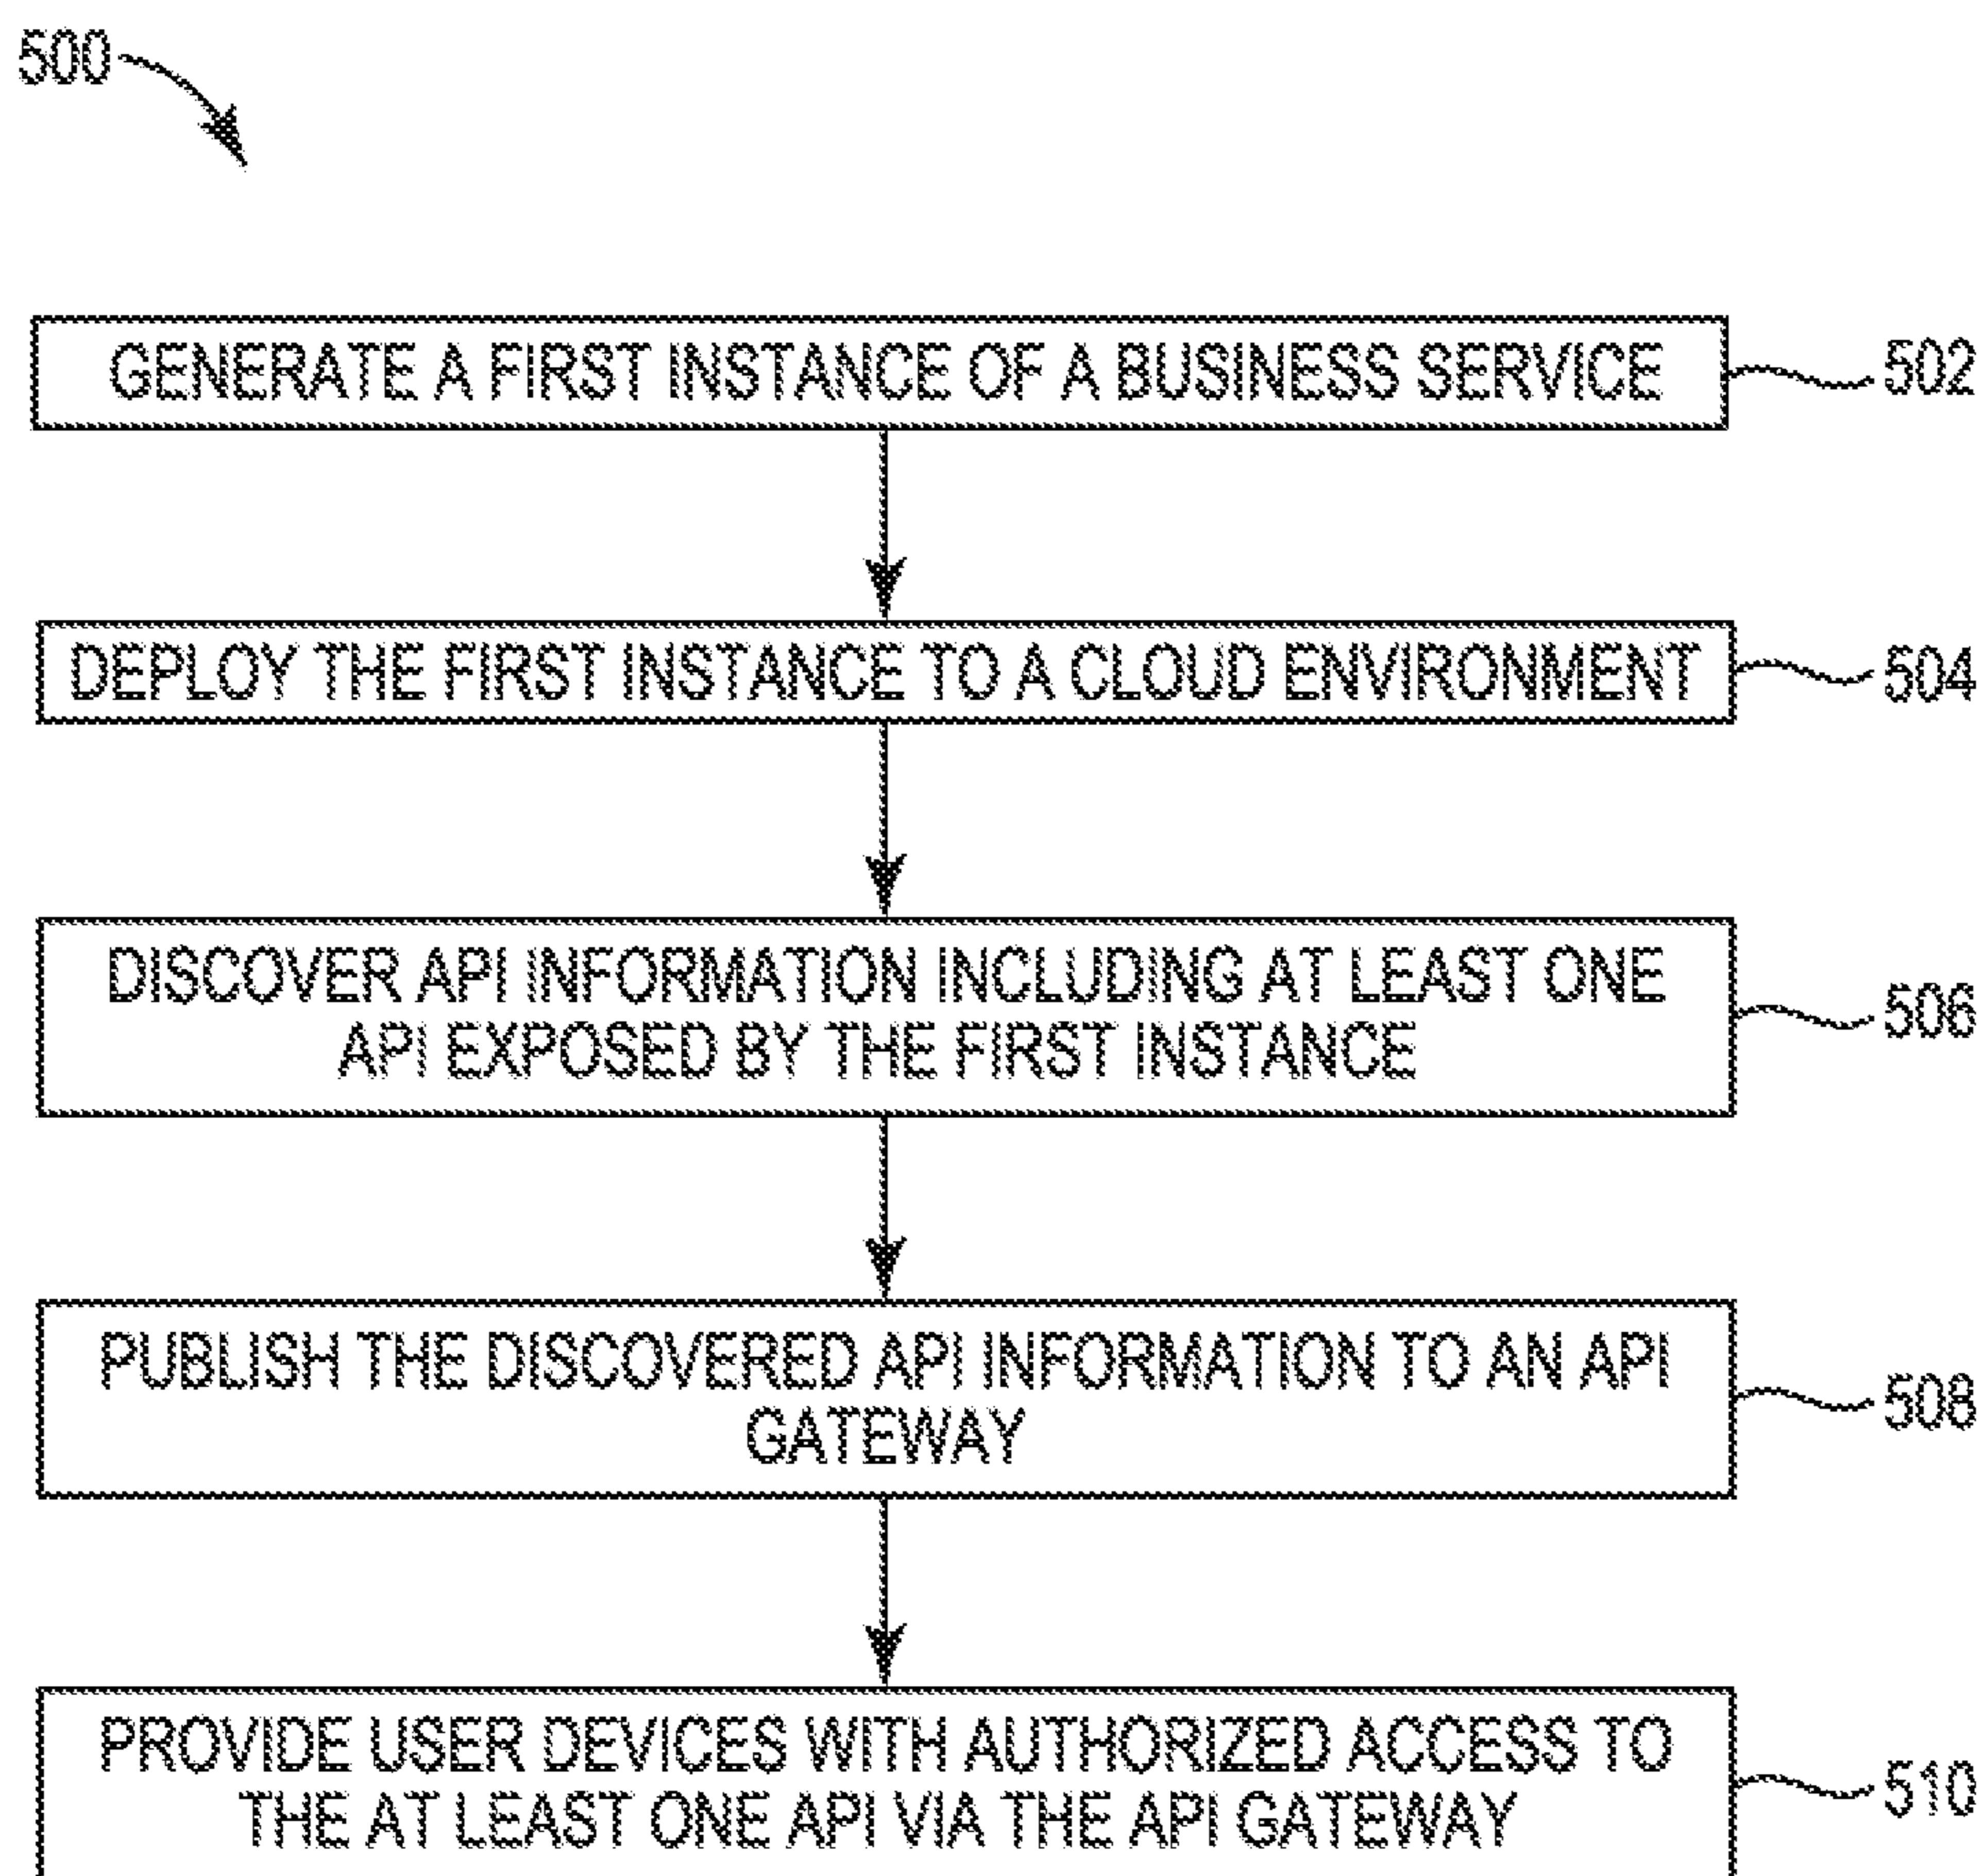 500
GENERATE A FIRST INSTANCE OF A BUSINESS SERVICE
502
DEPLOY THE FIRST INSTANCE TO A CLOUD ENVIRONMENT
504
DISCOVER API INFORMATION INCLUDING AT LEAST ONE
API EXPOSED BY THE FIRST INSTANCE
506
PUBLISH THE DISCOVERED API INFORMATION TO AN API
GATEWAY
508
PROVIDE USER DEVICES WITH AUTHORIZED ACCESS TO
THE AT LEAST ONE API VIA THE API GATEWAY
510